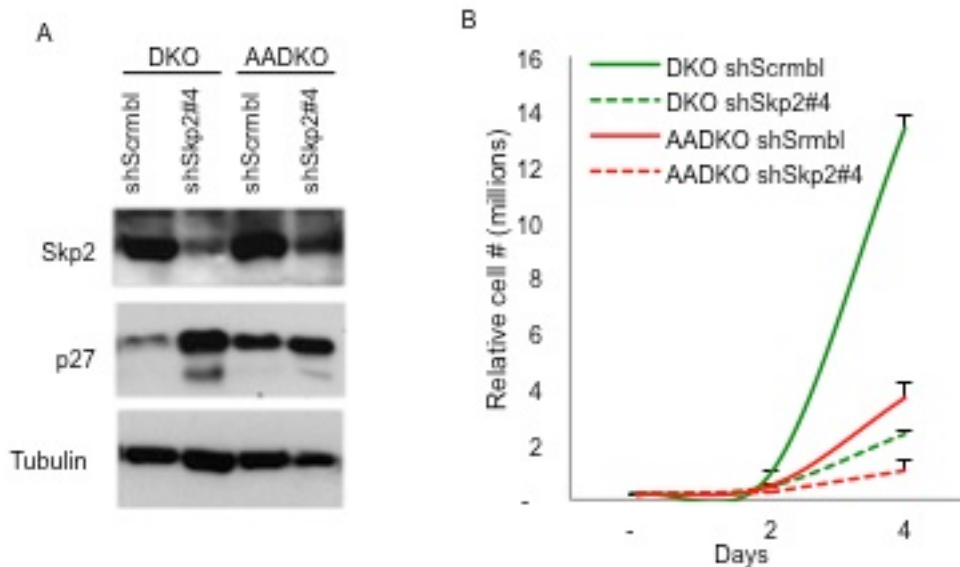 A
DKO AADKO
shScrmbl
shSkp2#4
shScrmbl
shSkp2#4
Skp2
p27
Tubulin
B
Relative cell # (millions)
16
14
12
10
8
6
4
2
-
DKO shScrmbl
DKO shSkp2#4
AADKO shSrmbl
AADKO shSkp2#4
- 2 4
Days